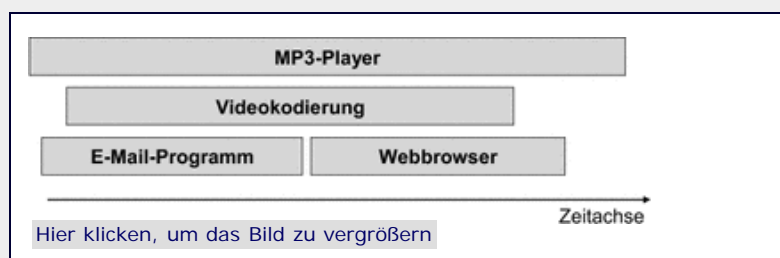 MP3-Player
Videokodierung
E-Mail-Programm Webbrowser
Zeitachse
Hier klicken, um das Bild zu vergrößern